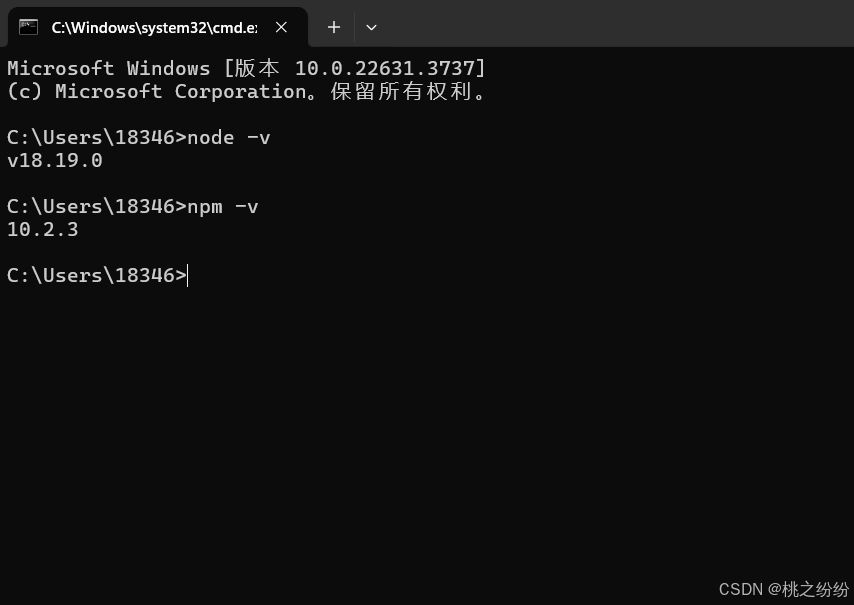 C:\Windows\system32\cmd.e
Microsoft Windows [版本 10.0.22631.3737]
(c) Microsoft Corporation。保留所有权利。
C:\Users\18346>node -v
v18.19.0
C:\Users\18346>npm -v
10.2.3
C:\Users\18346>
CSDN @桃之纷纷